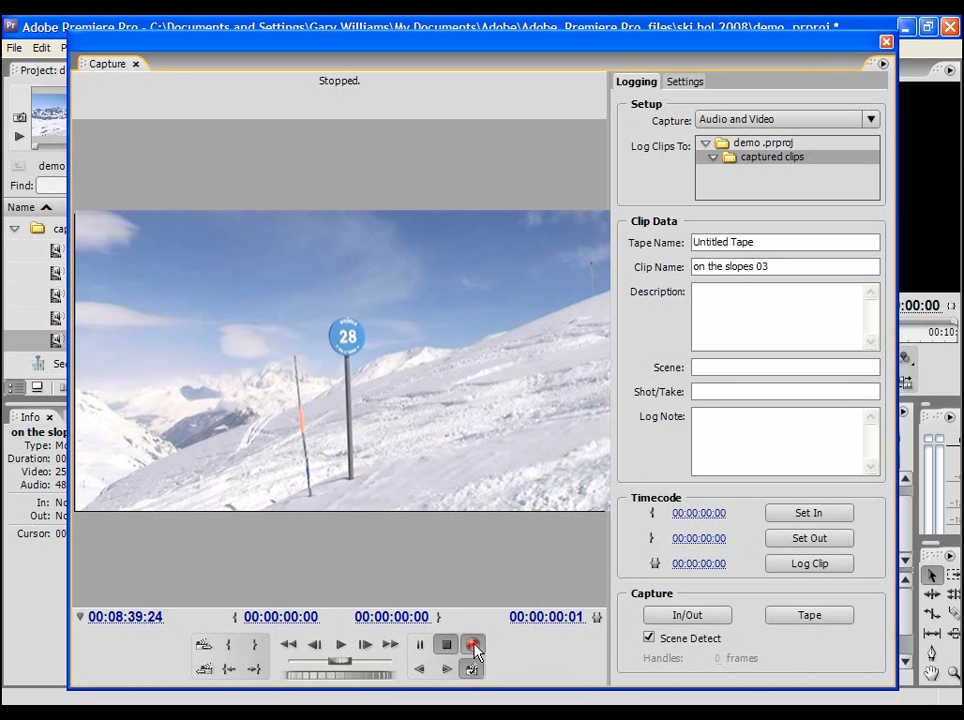 Adobe Premiere Pro - C:\Documents and Settings\Gary Williams\My Documents\Adobe\Adobe Premiere Pro files\ski hol 2008\demo .prproj *
File Edit
Capture
Project: d
Stopped.
Logging Settings
Setup
Capture: Audio and Video
Log Clips To: demo .prproj
captured clips
demo
Find:
Name
Clip Data
Tape Name: Untitled Tape
Clip Name: on the slopes 03
Description:
28
Scene:
Shot/Take:
Log Note:
Info
on the slop
Duration: 00
Video: 25
Audio: 48
In: No
Out: No
Cursor: 00
:00:00
00:10:
Timecode
00:00:00:00 Set In
00:00:00:00 Set Out
00:00:00:00 Log Clip
Capture
In/Out Tape
Scene Detect
Handles: 0 frames
00:08:39:24 00:00:00:00 00:00:00:00 00:00:00:01